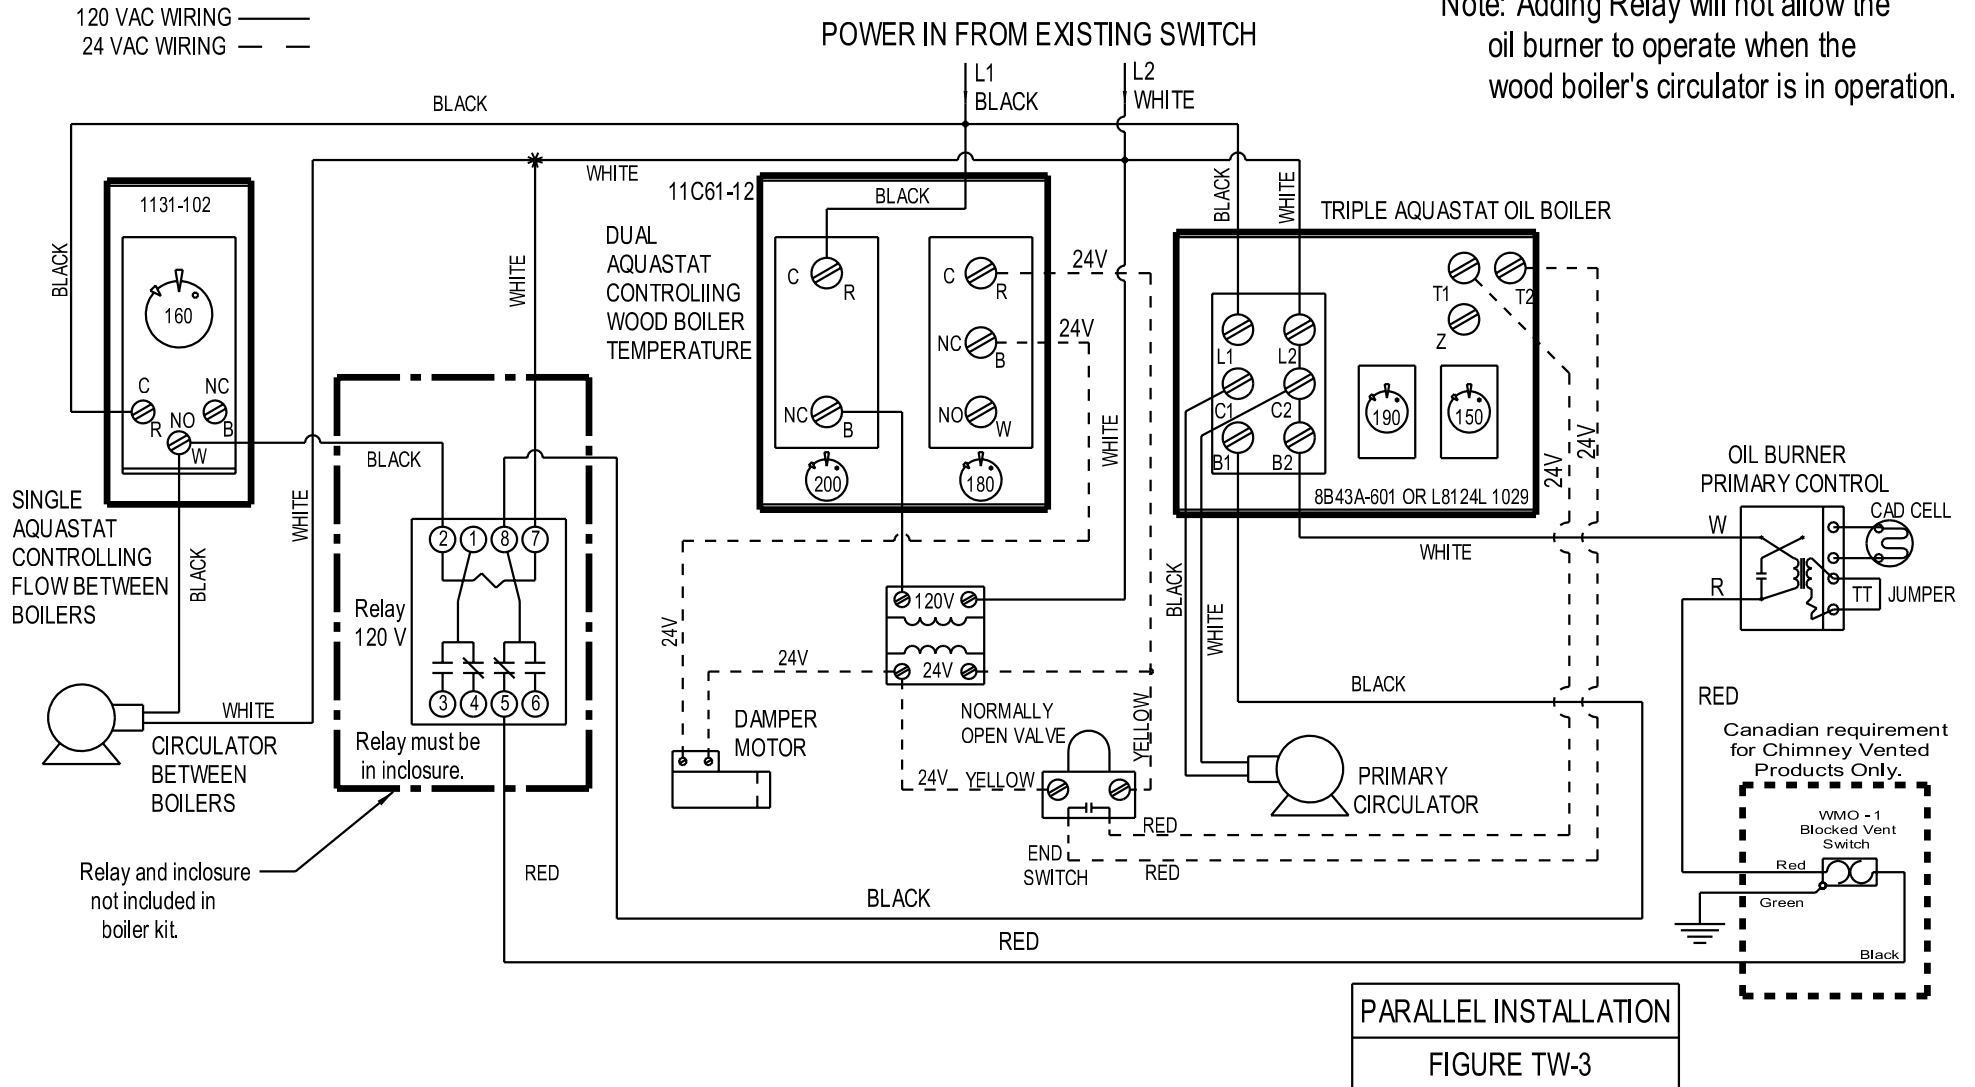 120 VAC WIRING
24 VAC WIRING
POWER IN FROM EXISTING SWITCH
L1
BLACK
L2
WHITE
Note: Adding Relay will not allow the
oil burner to operate when the
wood boiler's circulator is in operation.
BLACK
WHITE
BLACK
1131-102
160
C
R
NO
W
NC
B
BLACK
SINGLE
AQUASTAT
CONTROLLING
FLOW BETWEEN
BOILERS
BLACK
WHITE
WHITE
CIRCULATOR
BETWEEN
BOILERS
WHITE
BLACK
Relay
120 V
2
1
8
7
3
4
5
6
Relay must be
in inclosure.
Relay and inclosure
not included in
boiler kit.
RED
11C61-12
DUAL
AQUASTAT
CONTROLIING
WOOD BOILER
TEMPERATURE
BLACK
C
R
NC
B
200
C
R
NC
B
NO
W
180
24V
24V
WHITE
120V
24V
24V
24V
DAMPER
MOTOR
NORMALLY
OPEN VALVE
YELLOW
24V
YELLOW
END
SWITCH
RED
RED
BLACK
WHITE
TRIPLE AQUASTAT OIL BOILER
T1
T2
Z
L1
L2
C1
C2
B1
B2
190
150
8B43A-601 OR L8124L 1029
24V
24V
BLACK
WHITE
WHITE
BLACK
PRIMARY
CIRCULATOR
BLACK
RED
OIL BURNER
PRIMARY CONTROL
CAD CELL
W
R
TT
JUMPER
RED
Canadian requirement
for Chimney Vented
Products Only.
WMO - 1
Blocked Vent
Switch
Red
Green
Black
PARALLEL INSTALLATION
FIGURE TW-3